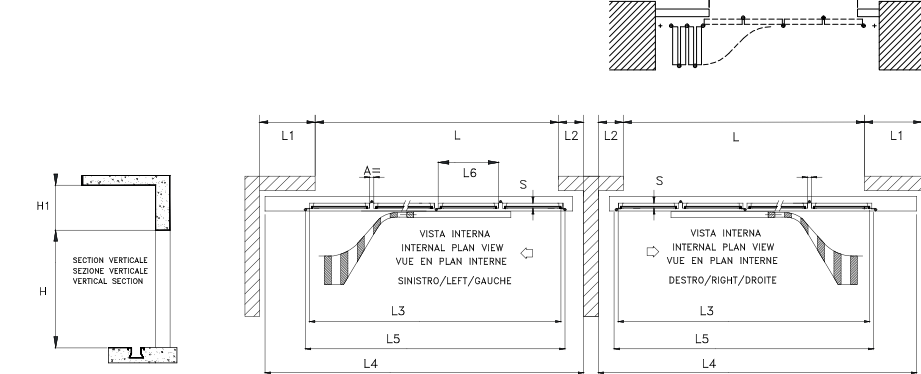 L1
L
L2
L2
L
L1
A=
L6
S
S
H1
H
SECTION VERTICALE
SEZIONE VERTICALE
VERTICAL SECTION
VISTA INTERNA
INTERNAL PLAN VIEW
VUE EN PLAN INTERNE
SINISTRO/LEFT/GAUCHE
VISTA INTERNA
INTERNAL PLAN VIEW
VUE EN PLAN INTERNE
DESTRO/RIGHT/DROITE
L3
L5
L4
L3
L5
L4